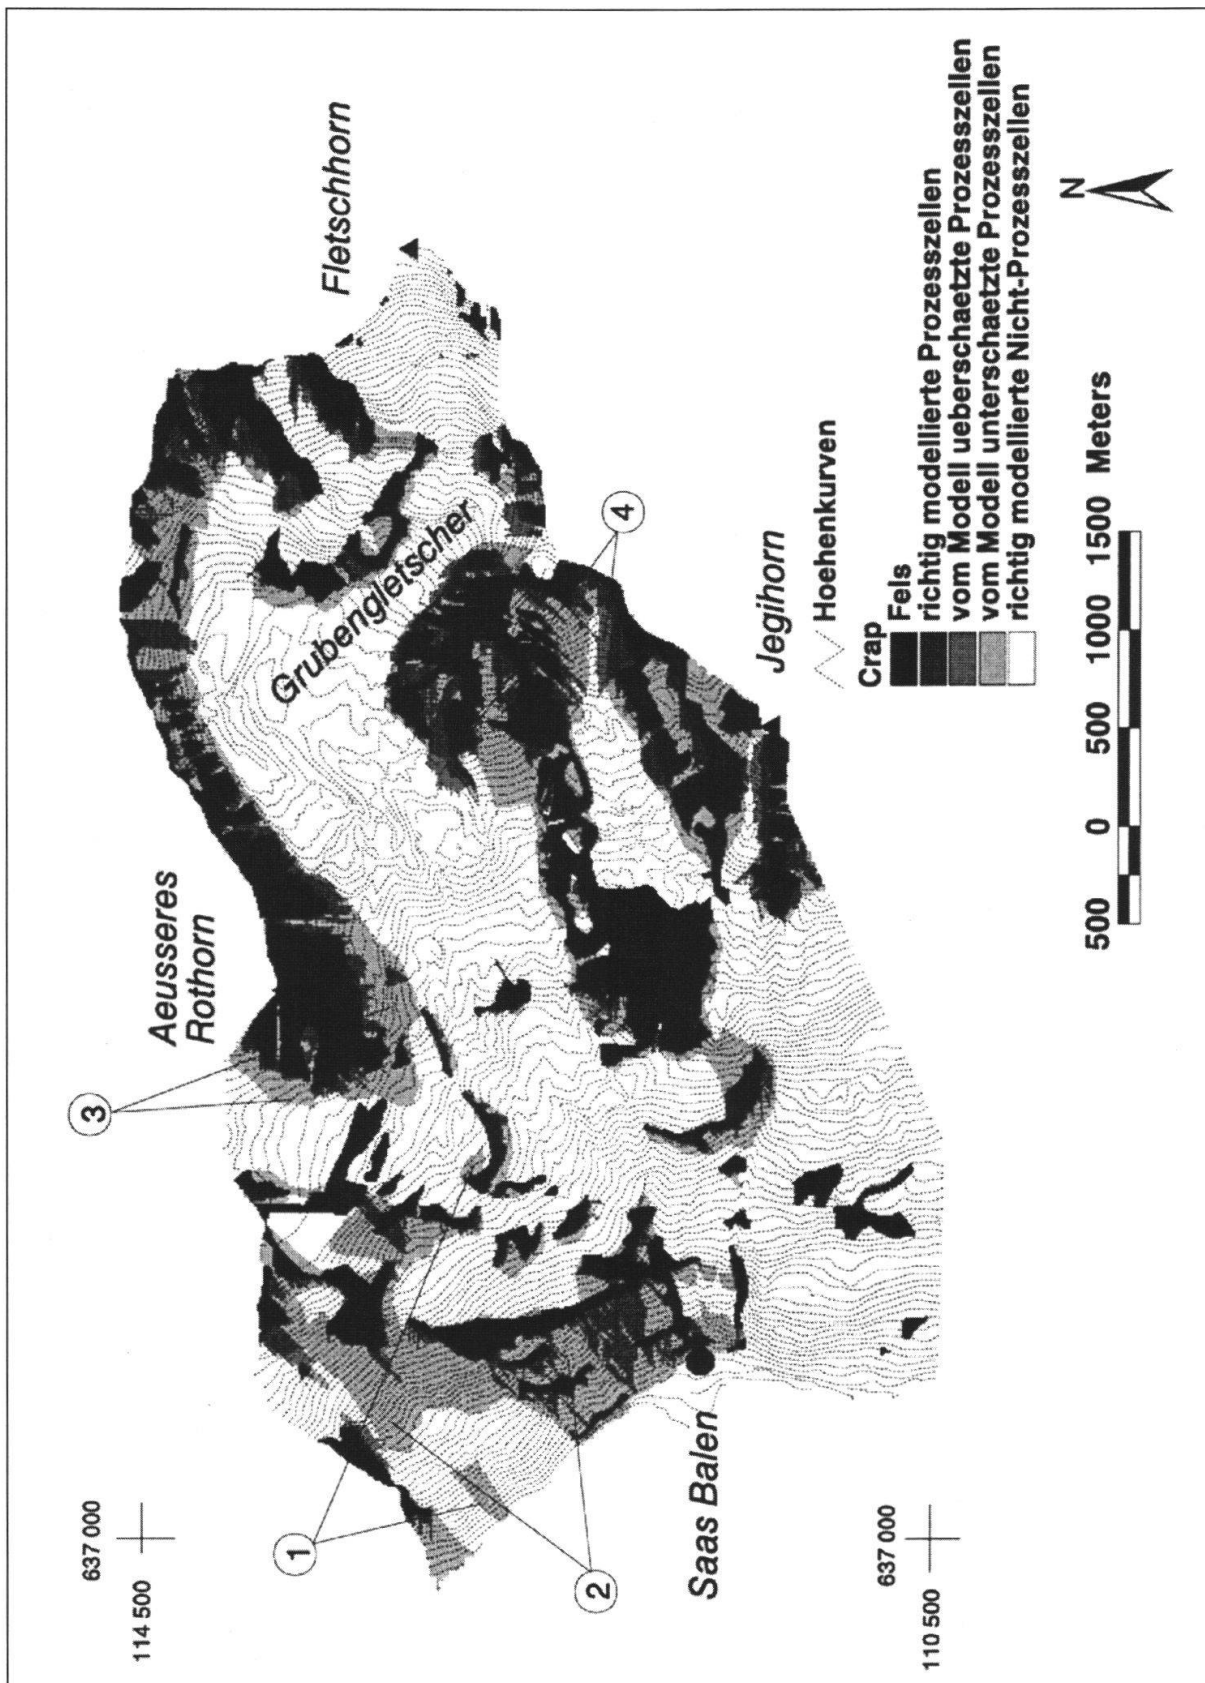 Fletschhorn
Aeusseres
Rothorn
Grubengletscher
Jegihorn
Saas Balen
1
2
3
4
637 000
114 500
637 000
110 500
Hoehenkurven
Crap
Fels
richtig modellierte Prozesszellen
vom Modell ueberschaetzte Prozesszellen
vom Modell unterschaetzte Prozesszellen
richtig modellierte Nicht-Prozesszellen
500 0 500 1000 1500 Meters
N